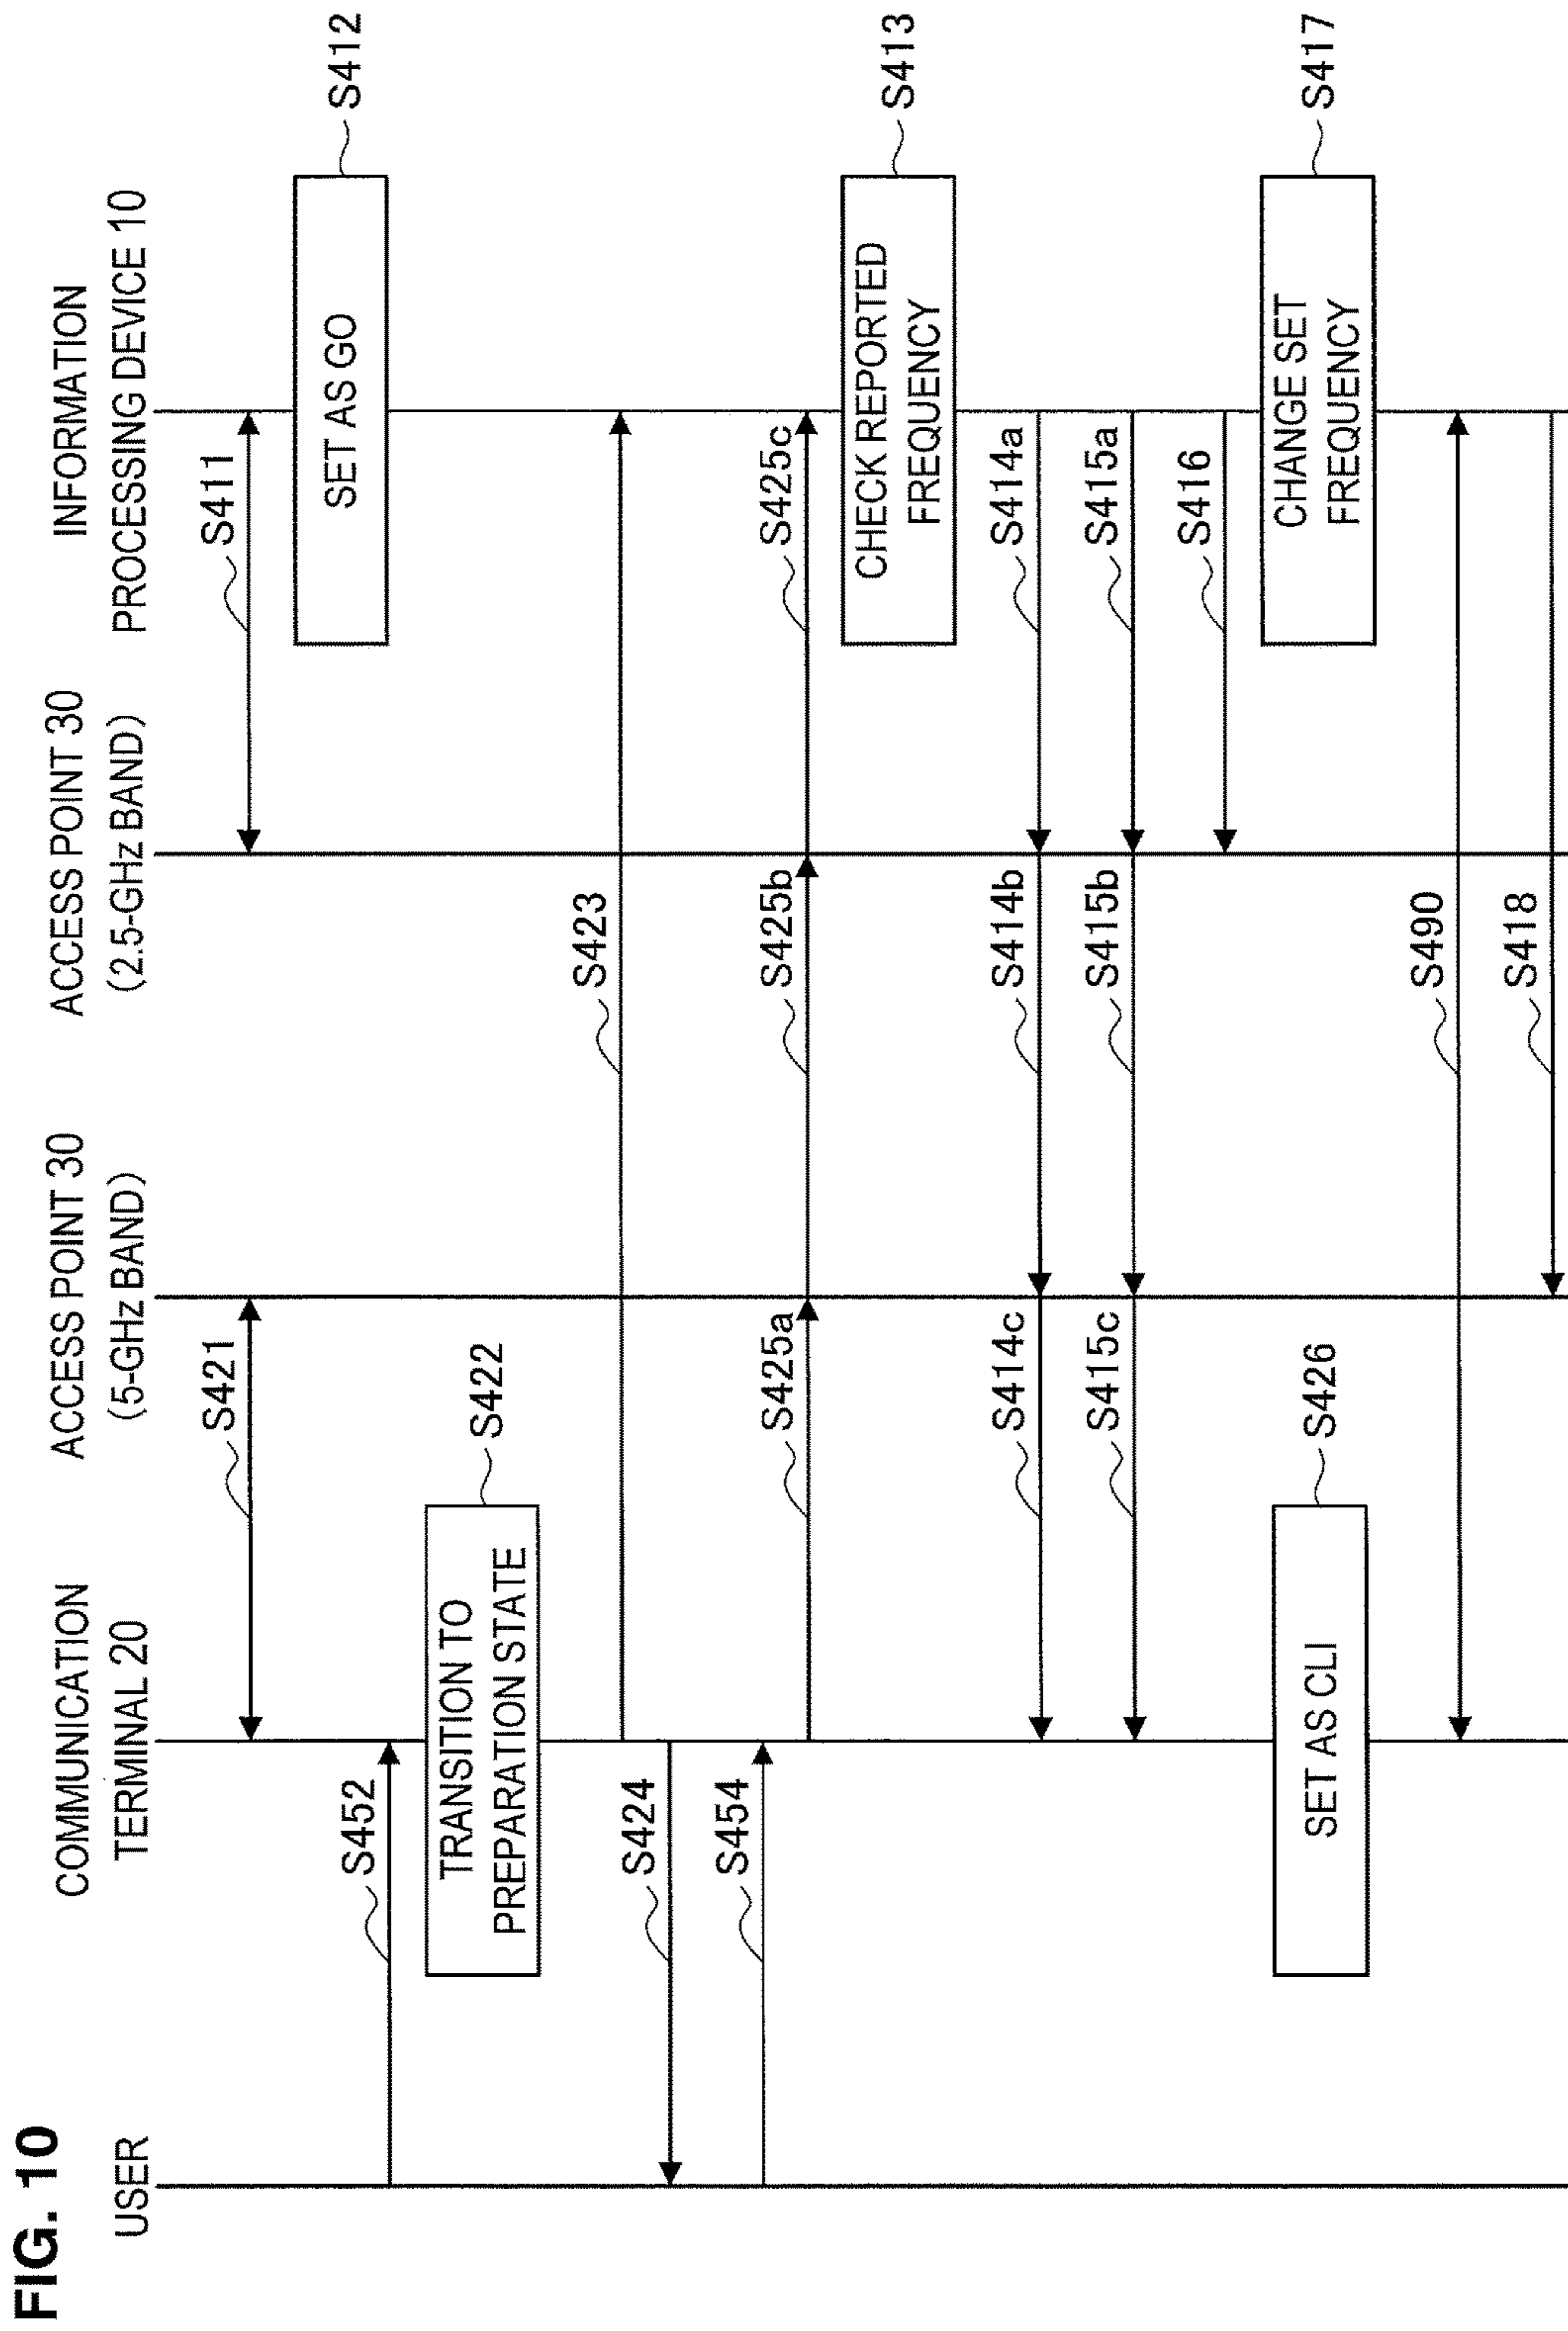 FIG. 10
USER
COMMUNICATION
TERMINAL 20
ACCESS POINT 30
(5-GHz BAND)
ACCESS POINT 30
(2.5-GHz BAND)
INFORMATION
PROCESSING DEVICE 10
S421
S411
SET AS GO
S412
S452
TRANSITION TO
PREPARATION STATE
S422
S423
S424
S454
S425a
S425b
S425c
CHECK REPORTED
FREQUENCY
S413
S414c
S414b
S414a
S415c
S415b
S415a
S416
SET AS CLI
S426
CHANGE SET
FREQUENCY
S417
S490
S418